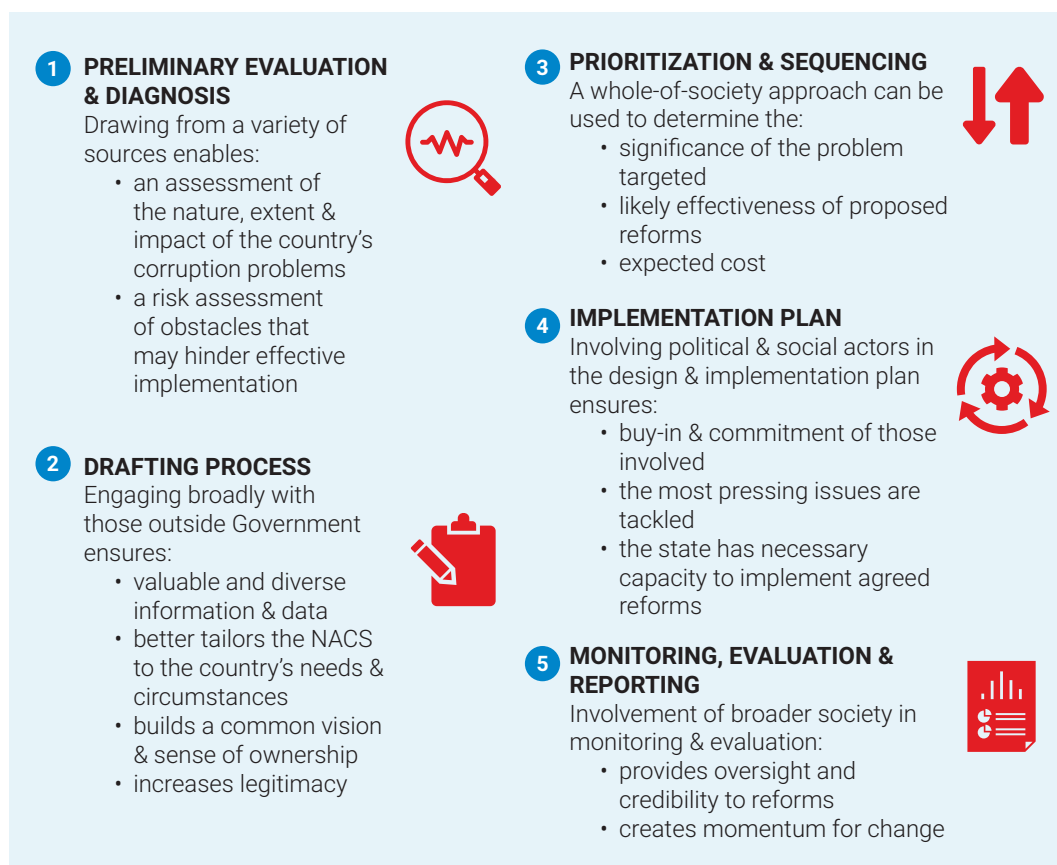 1 PRELIMINARY EVALUATION
& DIAGNOSIS
Drawing from a variety of
sources enables:
• an assessment of
the nature, extent &
impact of the country's
corruption problems
• a risk assessment
of obstacles that
may hinder effective
implementation
2 DRAFTING PROCESS
Engaging broadly with
those outside Government
ensures:
• valuable and diverse
information & data
• better tailors the NACS
to the country's needs &
circumstances
• builds a common vision
& sense of ownership
• increases legitimacy
3 PRIORITIZATION & SEQUENCING
A whole-of-society approach can be
used to determine the:
• significance of the problem
targeted
• likely effectiveness of proposed
reforms
• expected cost
4 IMPLEMENTATION PLAN
Involving political & social actors in
the design & implementation plan
ensures:
• buy-in & commitment of those
involved
• the most pressing issues are
tackled
• the state has necessary
capacity to implement agreed
reforms
5 MONITORING, EVALUATION &
REPORTING
Involvement of broader society in
monitoring & evaluation:
• provides oversight and
credibility to reforms
• creates momentum for change